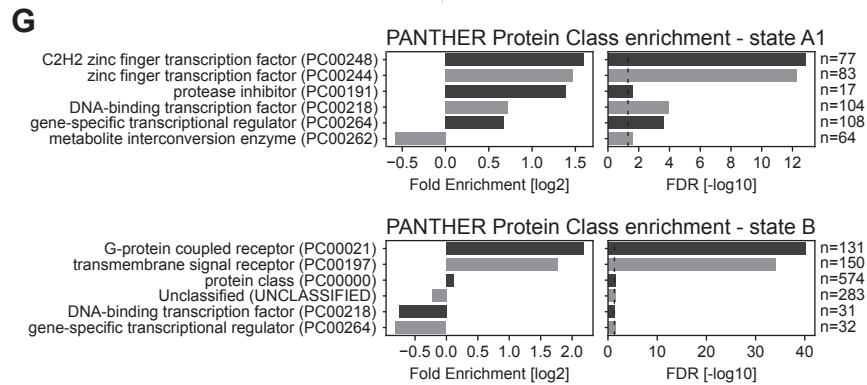 G
PANTHER Protein Class enrichment - state A1
C2H2 zinc finger transcription factor (PC00248) n=77
zinc finger transcription factor (PC00244) n=83
protease inhibitor (PC00191) n=17
DNA-binding transcription factor (PC00218) n=104
gene-specific transcriptional regulator (PC00264) n=108
metabolite interconversion enzyme (PC00262) n=64
−0.5 0.0 0.5 1.0 1.5 0 2 4 6 8 10 12
Fold Enrichment [log2] FDR [-log10]
PANTHER Protein Class enrichment - state B
G-protein coupled receptor (PC00021) n=131
transmembrane signal receptor (PC00197) n=150
protein class (PC00000) n=574
Unclassified (UNCLASSIFIED) n=283
DNA-binding transcription factor (PC00218) n=31
gene-specific transcriptional regulator (PC00264) n=32
−0.5 0.0 0.5 1.0 1.5 2.0 0 10 20 30 40
Fold Enrichment [log2] FDR [-log10]